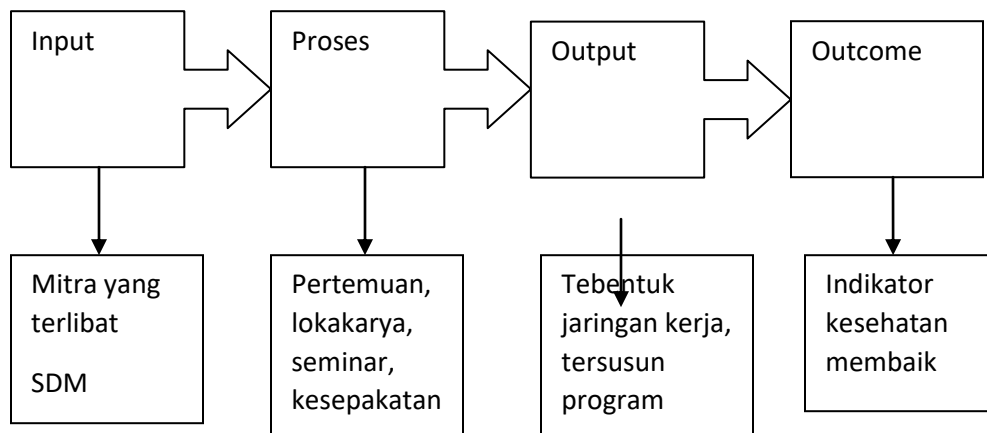 Input
Proses
Output
Outcome
Mitra yang
terlibat
SDM
Pertemuan,
lokakarya,
seminar,
kesepakatan
Tebentuk
jaringan kerja,
tersusun
program
Indikator
kesehatan
membaik